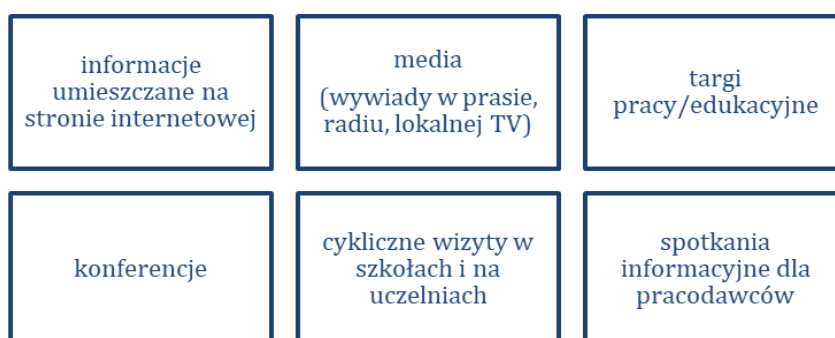 informacje
umieszczane na
stronie internetowej
media
(wywiady w prasie,
radiu, lokalnej TV)
targi
pracy/edukacyjne
konferencje
cykliczne wizyty w
szkołach i na
uczelniach
spotkania
informacyjne dla
pracodawców